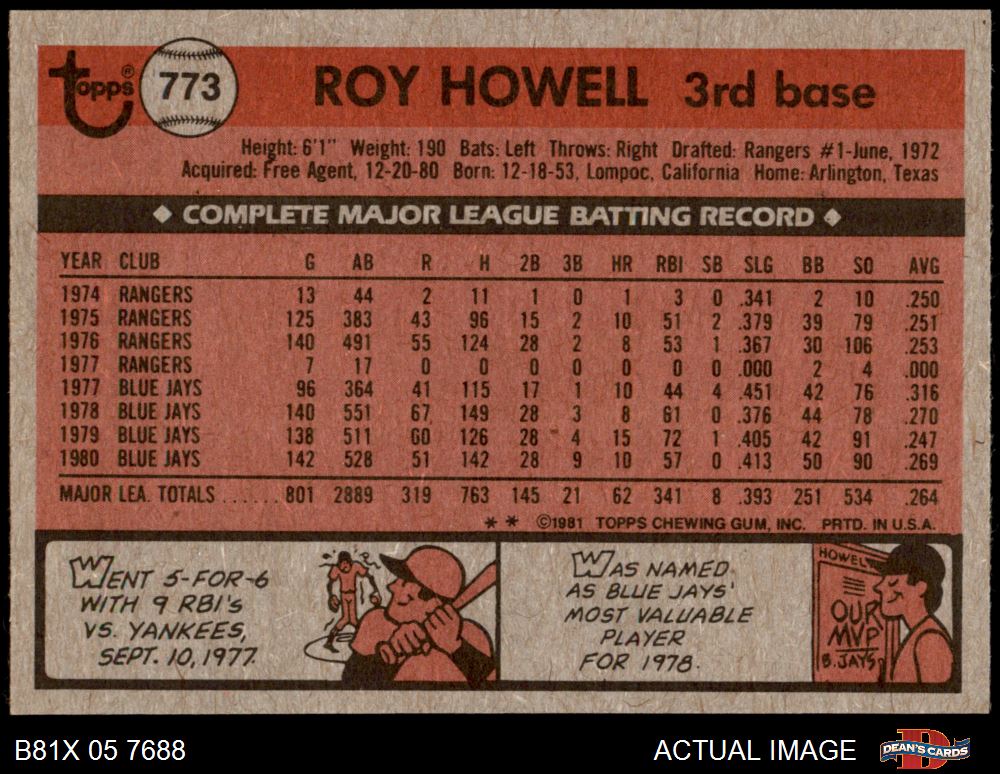 topps® 773 ROY HOWELL 3rd base
Height: 6'1" Weight: 190 Bats: Left Throws: Right Drafted: Rangers #1-June, 1972
Acquired: Free Agent, 12-20-80 Born: 12-18-53, Lompoc, California Home: Arlington, Texas
◆ COMPLETE MAJOR LEAGUE BATTING RECORD ◆
YEAR CLUB G AB R H 2B 3B HR RBI SB SLG BB SO AVG
1974 RANGERS 13 44 2 11 1 0 1 3 0 .341 2 10 .250
1975 RANGERS 125 383 43 96 15 2 10 51 2 .379 39 79 .251
1976 RANGERS 140 491 55 124 28 2 8 53 1 .367 30 106 .253
1977 RANGERS 7 17 0 0 0 0 0 0 0 .000 2 4 .000
1977 BLUE JAYS 96 364 41 115 17 1 10 44 4 .451 42 76 .316
1978 BLUE JAYS 140 551 67 149 28 3 8 61 0 .376 44 78 .270
1979 BLUE JAYS 138 511 60 126 28 4 15 72 1 .405 42 91 .247
1980 BLUE JAYS 142 528 51 142 28 9 10 57 0 .413 50 90 .269
MAJOR LEA. TOTALS ...... 801 2889 319 763 145 21 62 341 8 .393 251 534 .264
* * ©1981 TOPPS CHEWING GUM, INC. PRTD. IN U.S.A.
WENT 5-FOR-6
WITH 9 RBI'S
VS. YANKEES,
SEPT. 10, 1977.
WAS NAMED
AS BLUE JAYS'
MOST VALUABLE
PLAYER
FOR 1978.
HOWELL
OUR
MVP
B. JAYS
B81X 05 7688 ACTUAL IMAGE DEAN'S CARDS